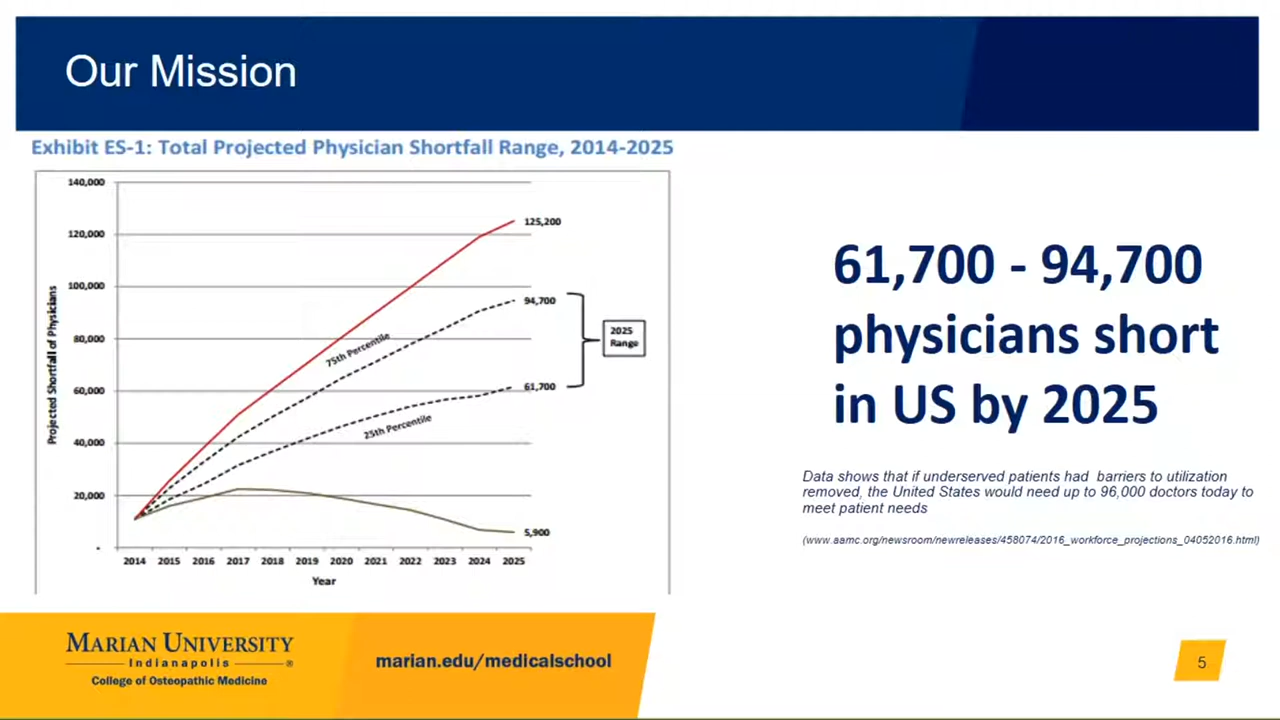 Our Mission
Exhibit ES-1: Total Projected Physician Shortfall Range, 2014-2025
140,000
120,000
100,000
80,000
60,000
40,000
20,000
-
Projected Shortfall of Physicians
125,200
94,700
61,700
5,900
75th Percentile
25th Percentile
2025
Range
2014 2015 2016 2017 2018 2019 2020 2021 2022 2023 2024 2025
Year
61,700 - 94,700
physicians short
in US by 2025
Data shows that if underserved patients had barriers to utilization
removed, the United States would need up to 96,000 doctors today to
meet patient needs
(www.aamc.org/newsroom/newreleases/458074/2016_workforce_projections_04052016.html)
MARIAN UNIVERSITY
Indianapolis ®
College of Osteopathic Medicine
marian.edu/medicalschool
5